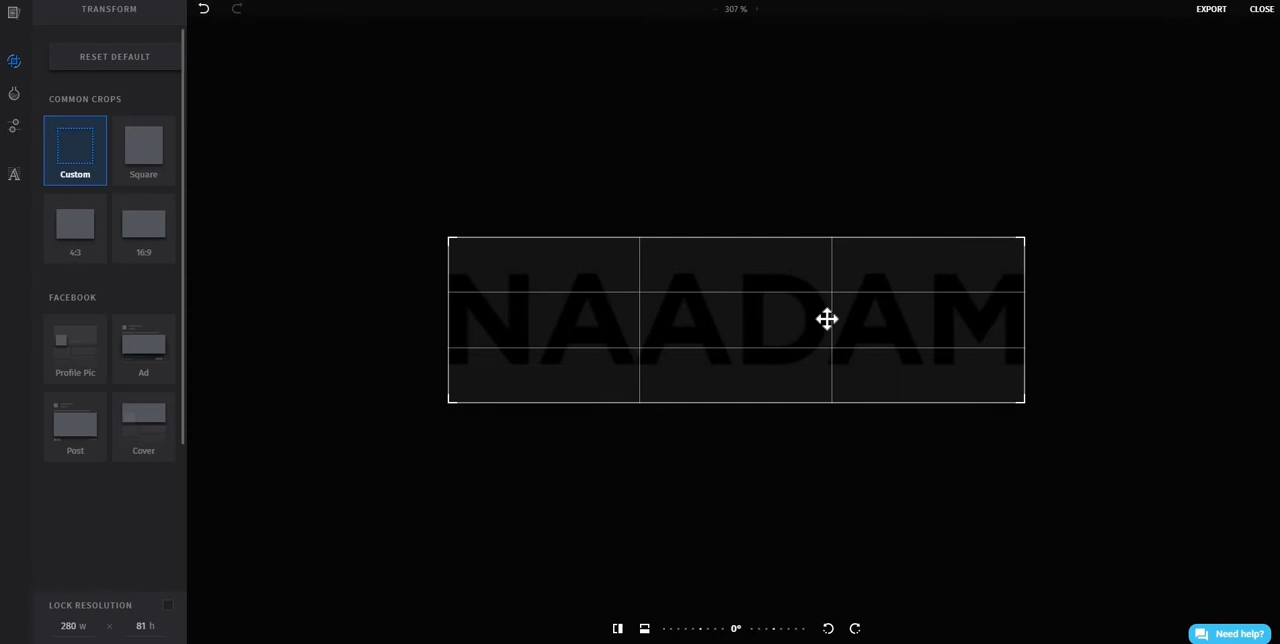 TRANSFORM
- 307 % +
EXPORT
CLOSE
RESET DEFAULT
COMMON CROPS
Custom
Square
4:3
16:9
FACEBOOK
Profile Pic
Ad
Post
Cover
NAADAM
LOCK RESOLUTION
280 w × 81 h
0°
Need help?